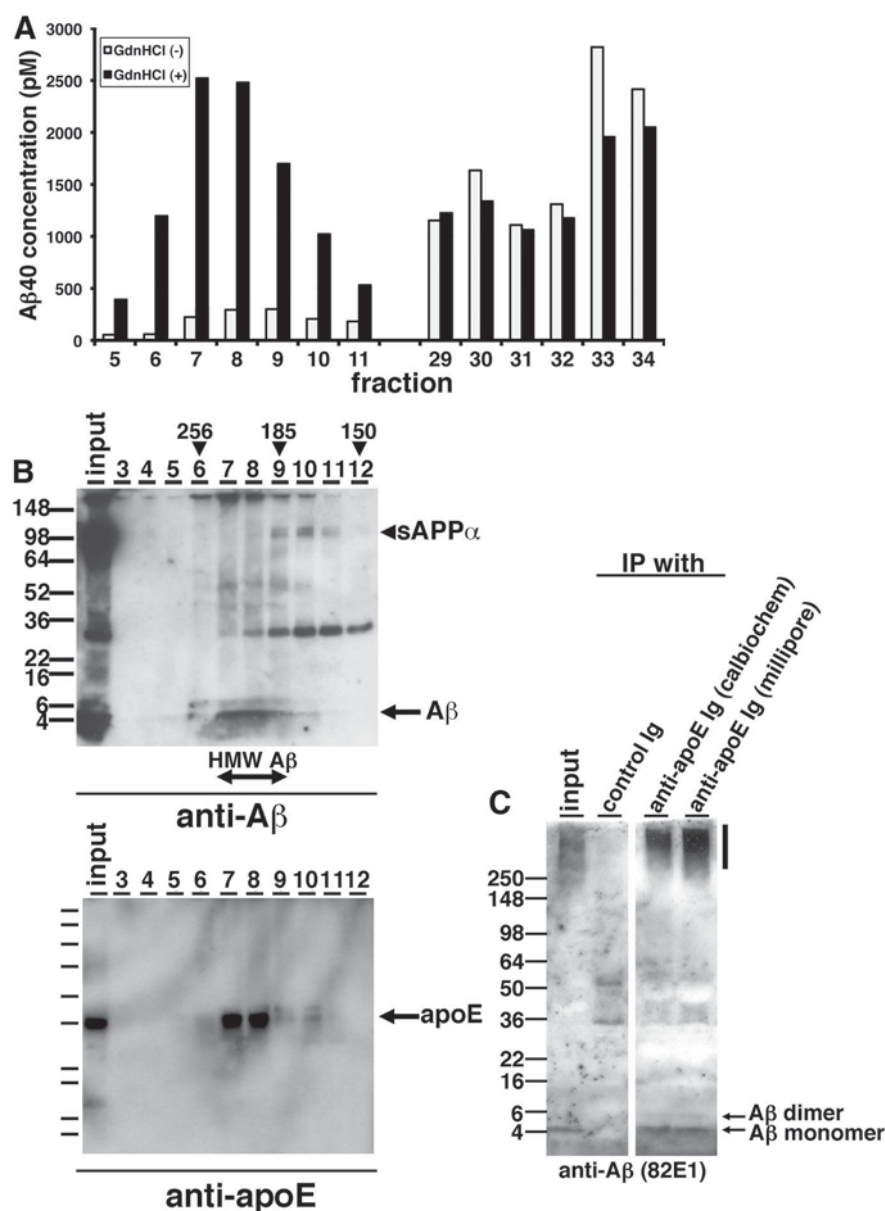 A
Aβ40 concentration (pM)
3000
2500
2000
1500
1000
500
0
GdnHCl (-)
GdnHCl (+)
5 6 7 8 9 10 11 29 30 31 32 33 34
fraction
B
256 185 150
input 3 4 5 6 7 8 9 10 11 12
148
98
64
52
36
22
16
6
4
sAPPα
Aβ
HMW Aβ
anti-Aβ
input 3 4 5 6 7 8 9 10 11 12
apoE
anti-apoE
C
IP with
input
control Ig
anti-apoE Ig (calbiochem)
anti-apoE Ig (millipore)
250
148
98
64
50
36
22
16
6
4
Aβ dimer
Aβ monomer
anti-Aβ (82E1)